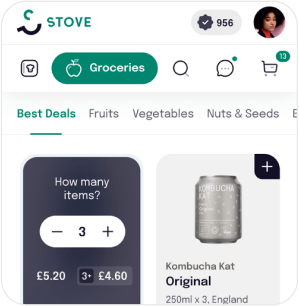 STOVE
956
13
Groceries
Best Deals Fruits Vegetables Nuts & Seeds
How many
items?
3
£5.20 3+ £4.60
KOMBUCHA
KAT
Original
Kombucha Kat
Original
250ml x 3, England